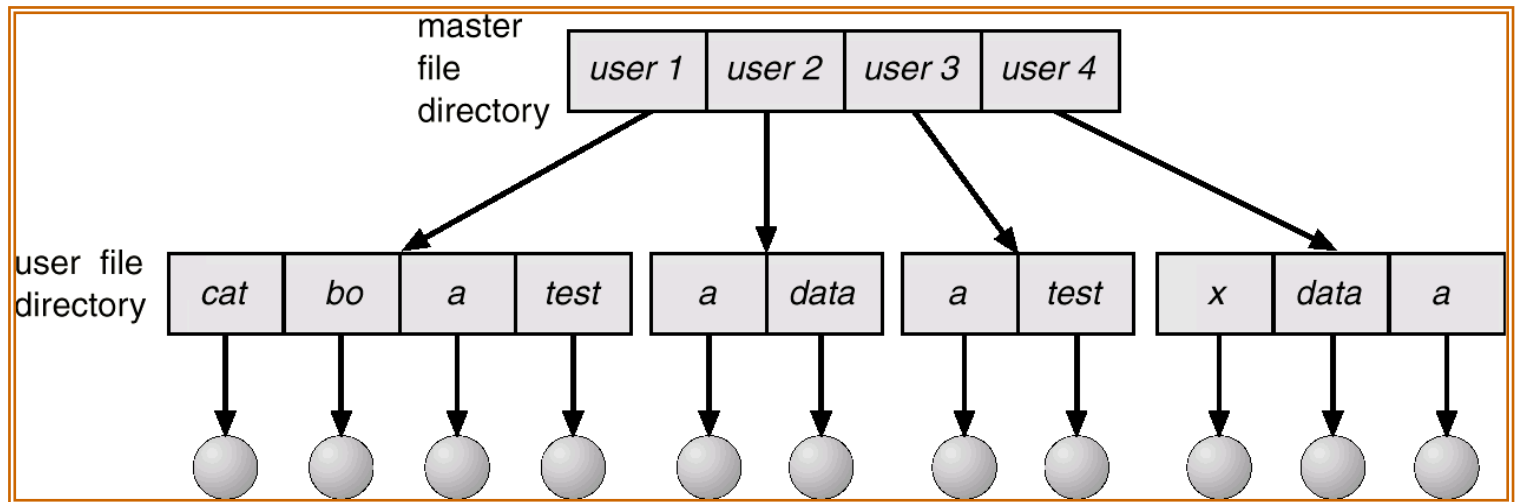 master
file
directory
user 1 user 2 user 3 user 4
user file
directory
cat bo a test a data a test x data a